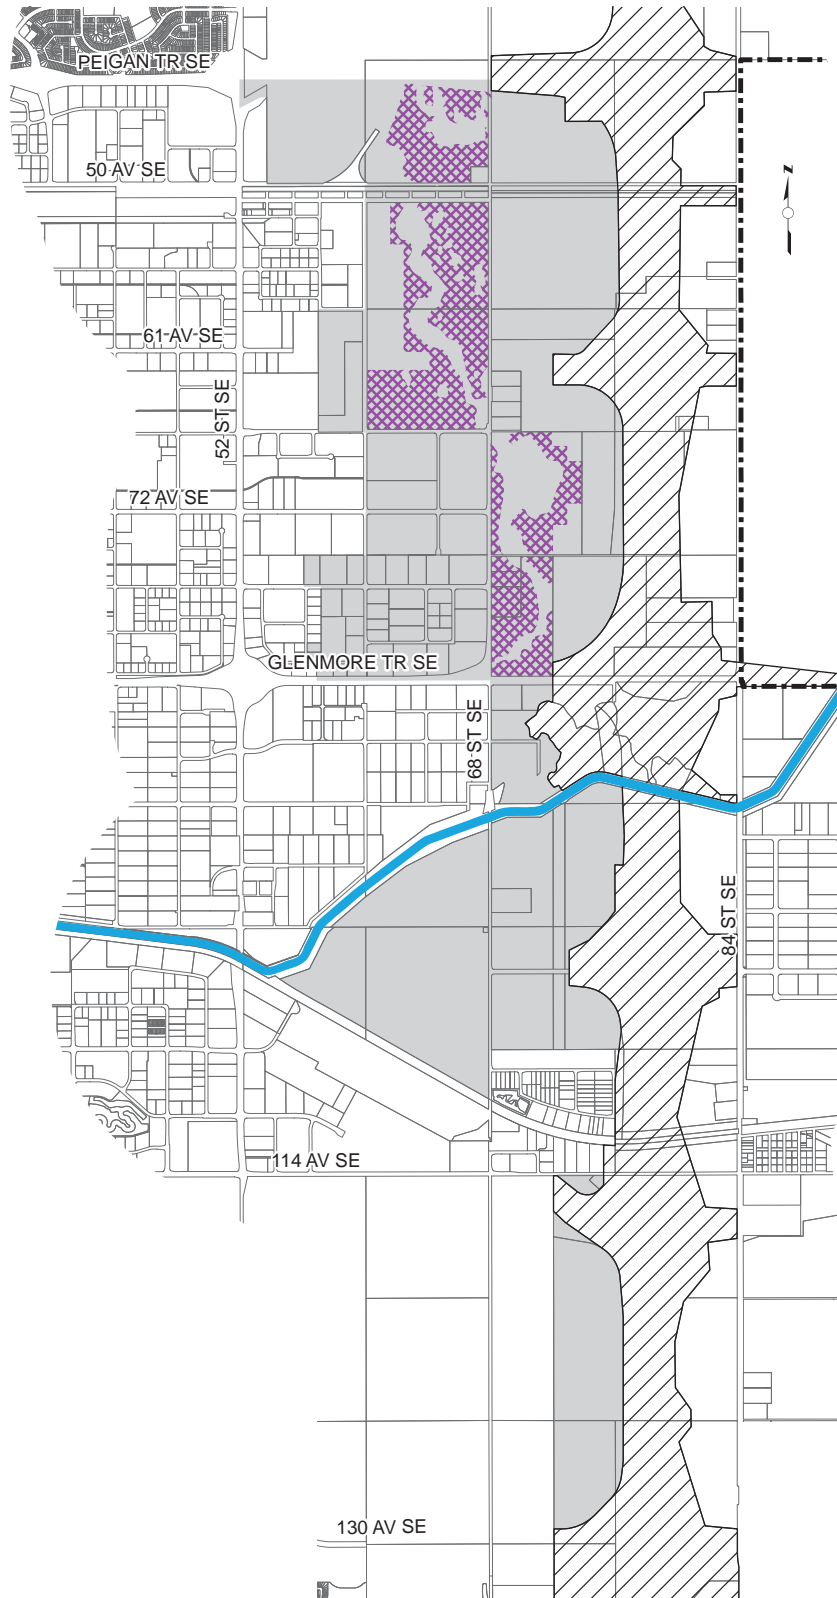 PEIGAN TR SE
50 AV SE
N
61 AV SE
52 ST SE
72 AV SE
GLENMORE TR SE
68 ST SE
84 ST SE
114 AV SE
130 AV SE